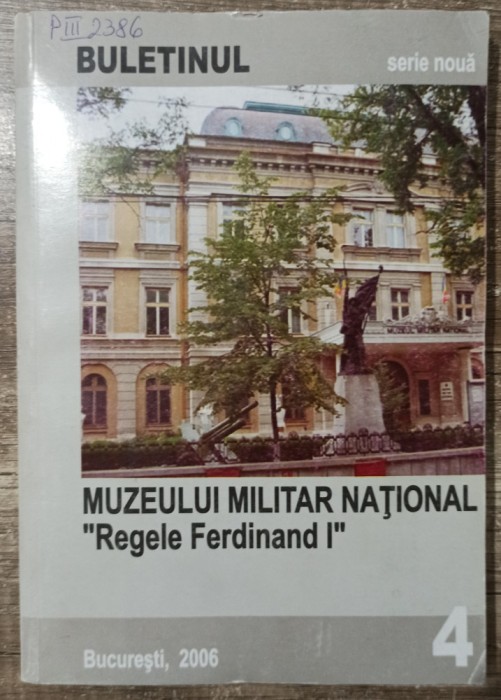 P III 2386
BULETINUL
serie nouă
MUZEULUI MILITAR NAŢIONAL
"Regele Ferdinand I"
Bucureşti, 2006
4